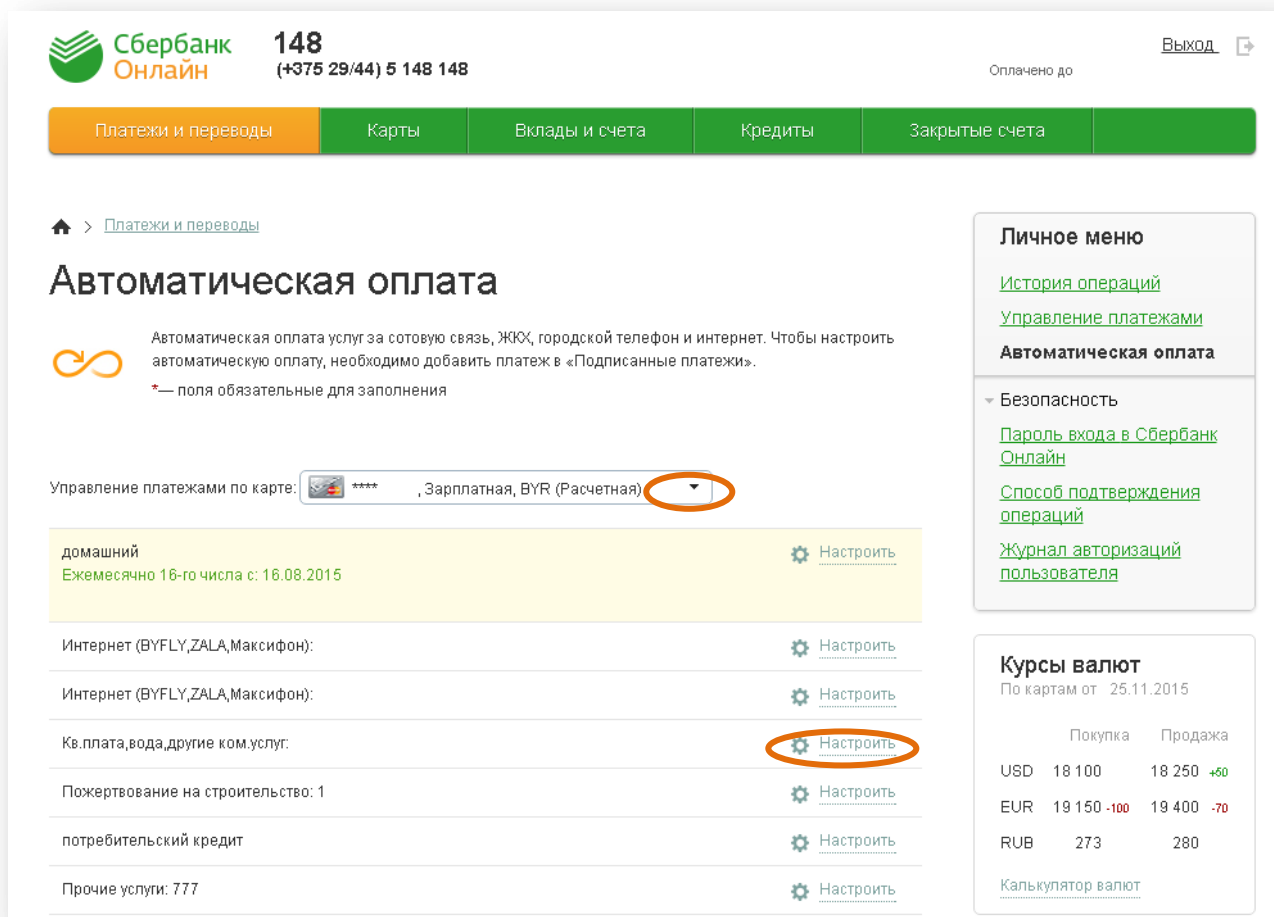 Сбербанк
Онлайн
148
(+375 29/44) 5 148 148
Выход
Оплачено до
Платежи и переводы
Карты
Вклады и счета
Кредиты
Закрытые счета
> Платежи и переводы
Автоматическая оплата
Автоматическая оплата услуг за сотовую связь, ЖКХ, городской телефон и интернет. Чтобы настроить
автоматическую оплату, необходимо добавить платеж в «Подписанные платежи».
*— поля обязательные для заполнения
Управление платежами по карте: **** , Зарплатная, BYR (Расчетная)
домашний
Настроить
Ежемесячно 16-го числа с: 16.08.2015
Интернет (BYFLY,ZALA,Максифон):
Настроить
Интернет (BYFLY,ZALA,Максифон):
Настроить
Кв.плата,вода,другие ком.услуг:
Настроить
Пожертвование на строительство: 1
Настроить
потребительский кредит
Настроить
Прочие услуги: 777
Настроить
Личное меню
История операций
Управление платежами
Автоматическая оплата
Безопасность
Пароль входа в Сбербанк
Онлайн
Способ подтверждения
операций
Журнал авторизаций
пользователя
Курсы валют
По картам от 25.11.2015
Покупка Продажа
USD 18 100 18 250 +50
EUR 19 150 -100 19 400 -70
RUB 273 280
Калькулятор валют